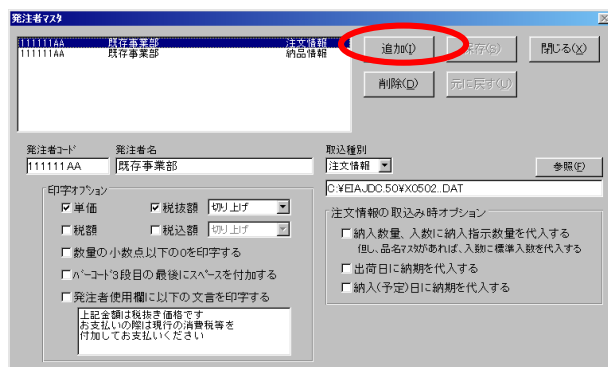 発注者マスタ
111111AA 既存事業部 注文情報
111111AA 既存事業部 納品情報
追加(I)
保存(S)
閉じる(X)
削除(D)
元に戻す(U)
発注者コード 発注者名 取込種別
111111AA 既存事業部 注文情報 参照(F)
C:¥EIAJDC.50¥X0502..DAT
印字オプション
単価 税抜額 切り上げ
税額 税込額 切り上げ
数量の小数点以下の0を印字する
バーコード3段目の最後にスペースを付加する
発注者使用欄に以下の文言を印字する
上記金額は税抜き価格です
お支払いの際は現行の消費税等を
付加してお支払いください
注文情報の取込み時オプション
納入数量、入数に納入指示数量を代入する
但し、品名マスタがあれば、入数に標準入数を代入する
出荷日に納期を代入する
納入(予定)日に納期を代入する